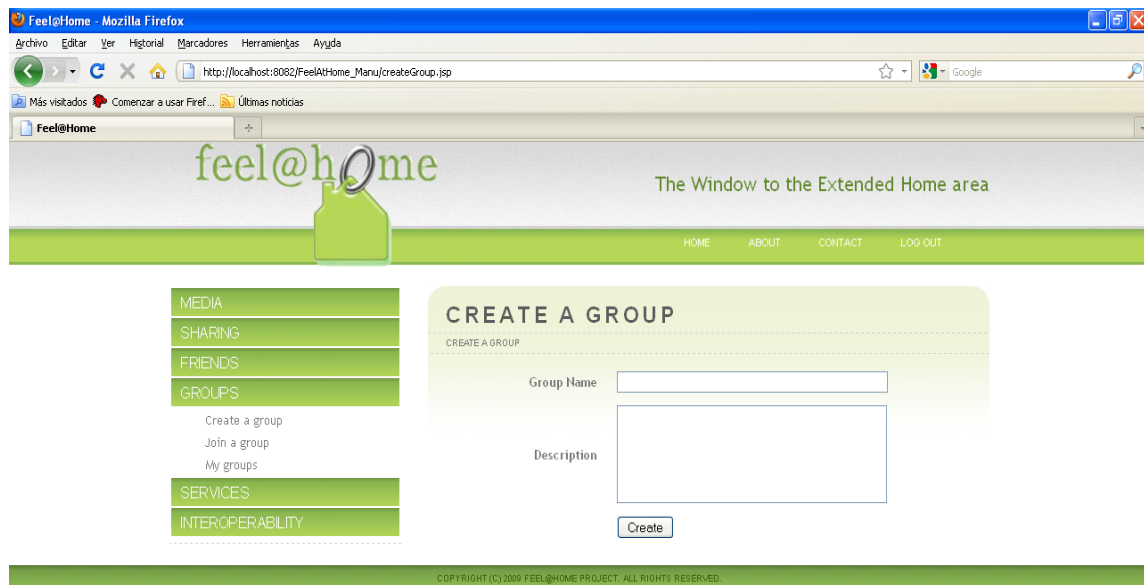 Feel@Home - Mozilla Firefox
Archivo Editar Ver Historial Marcadores Herramientas Ayuda
http://localhost:8082/FeelAtHome_Manu/createGroup.jsp
Google
Más visitados Comenzar a usar Firef... Últimas noticias
Feel@Home
feel@home
The Window to the Extended Home area
HOME ABOUT CONTACT LOG OUT
MEDIA
SHARING
FRIENDS
GROUPS
Create a group
Join a group
My groups
SERVICES
INTEROPERABILITY
CREATE A GROUP
CREATE A GROUP
Group Name
Description
Create
COPYRIGHT (C) 2009 FEEL@HOME PROJECT. ALL RIGHTS RESERVED.